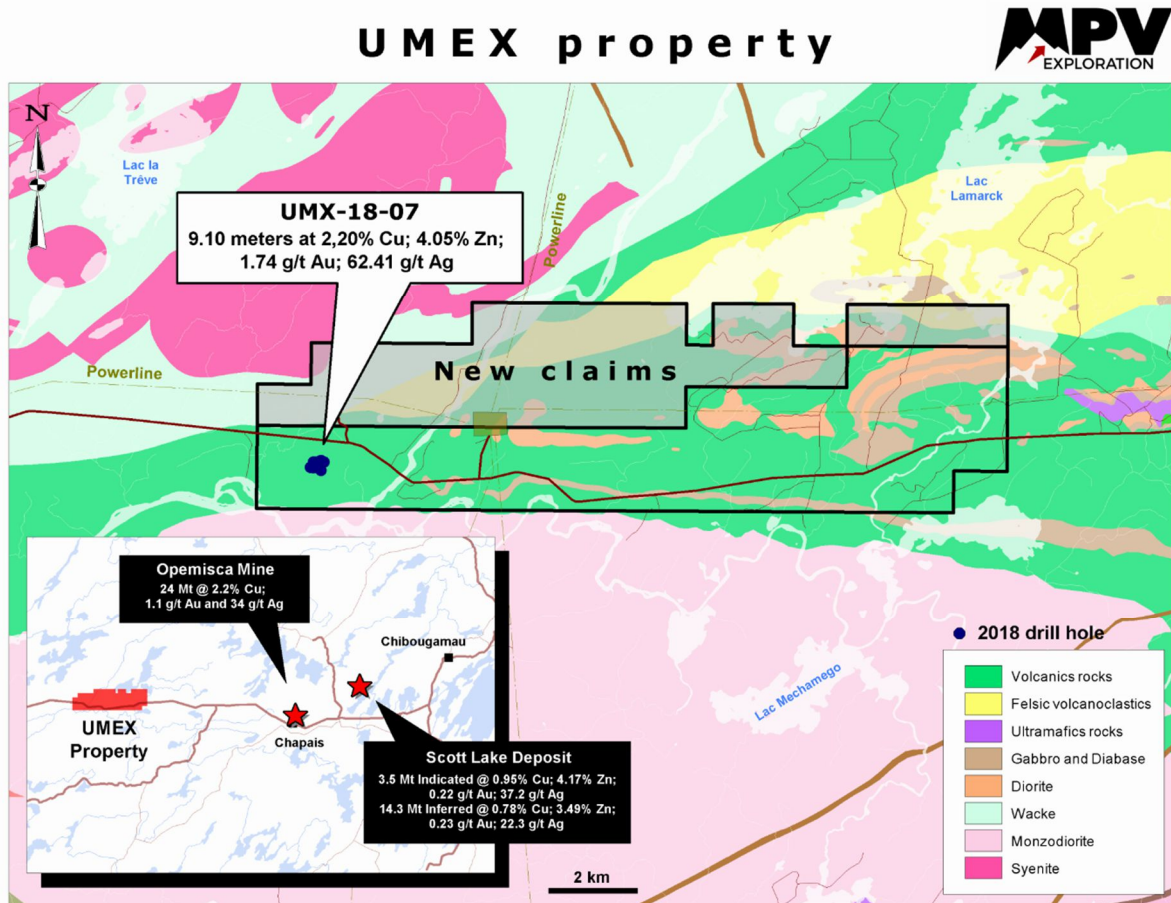 UMEX property
MPV
EXPLORATION
N
Lac la
Trêve
Lac
Lamarck
UMX-18-07
9.10 meters at 2,20% Cu; 4.05% Zn;
1.74 g/t Au; 62.41 g/t Ag
Powerline
Powerline
New claims
Opemisca Mine
24 Mt @ 2.2% Cu;
1.1 g/t Au and 34 g/t Ag
Chibougamau
UMEX
Property
Chapais
Scott Lake Deposit
3.5 Mt Indicated @ 0.95% Cu; 4.17% Zn;
0.22 g/t Au; 37.2 g/t Ag
14.3 Mt Inferred @ 0.78% Cu; 3.49% Zn;
0.23 g/t Au; 22.3 g/t Ag
Lac Mechamego
2 km
2018 drill hole
Volcanics rocks
Felsic volcanoclastics
Ultramafics rocks
Gabbro and Diabase
Diorite
Wacke
Monzodiorite
Syenite